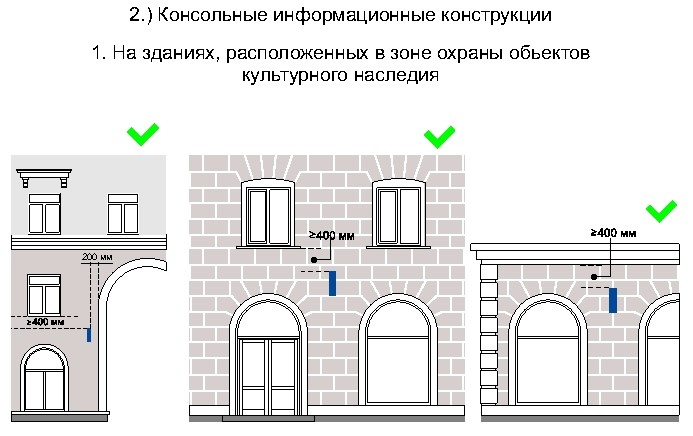 2.) Консольные информационные конструкции
1. На зданиях, расположенных в зоне охраны обьектов
культурного наследия
200 мм
≥400 мм
≥400 мм
≥400 мм